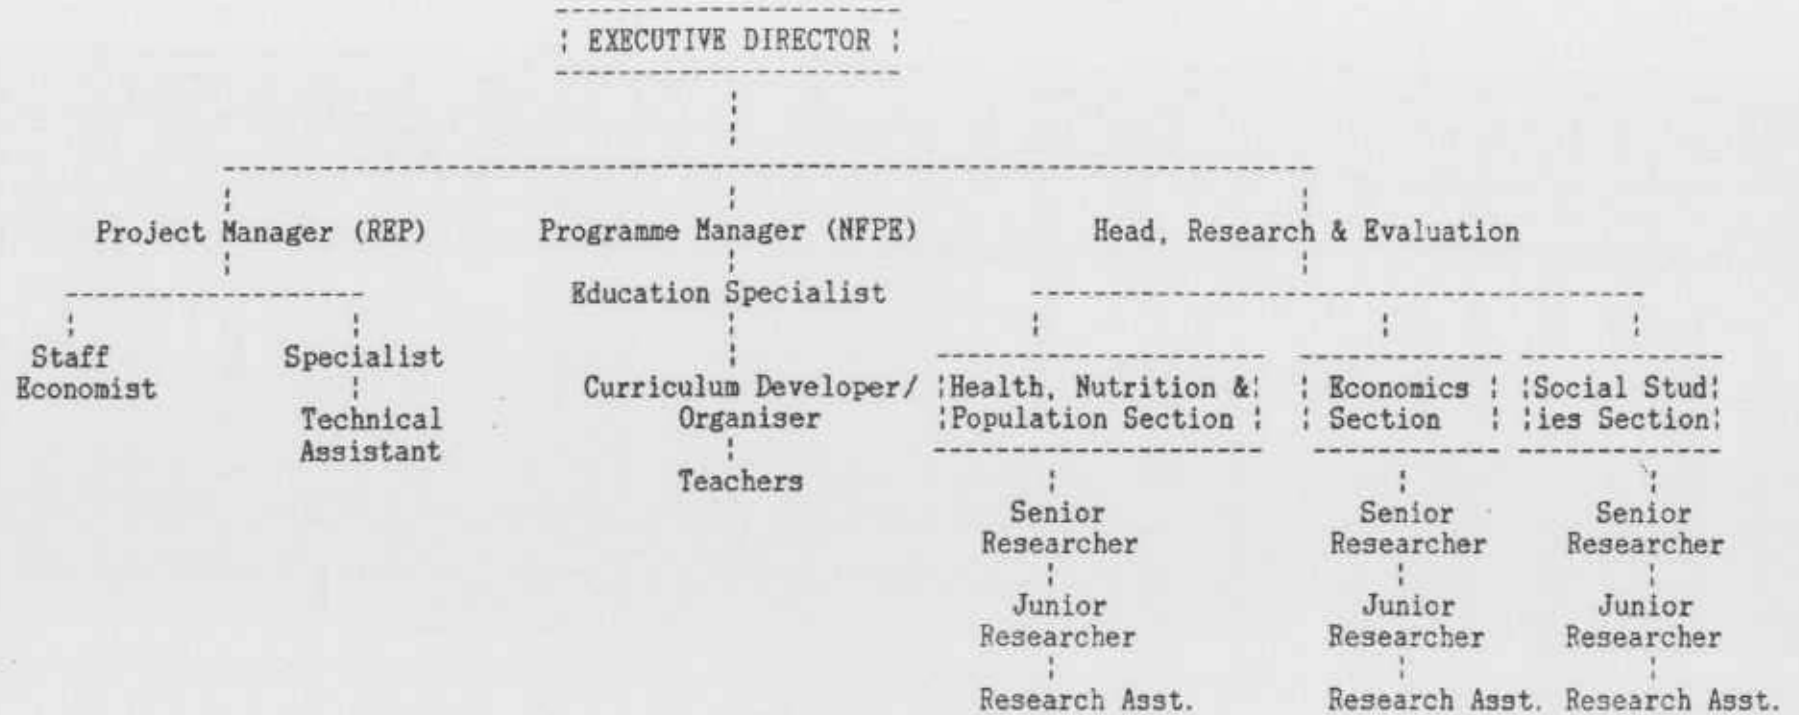 EXECUTIVE DIRECTOR
Project Manager (REP)
Programme Manager (NFPE)
Head, Research & Evaluation
Education Specialist
Staff
Economist
Specialist
Technical
Assistant
Curriculum Developer/
Organiser
Teachers
Health, Nutrition &
Population Section
Economics
Section
Social Stud
ies Section
Senior
Researcher
Senior
Researcher
Senior
Researcher
Junior
Researcher
Junior
Researcher
Junior
Researcher
Research Asst.
Research Asst.
Research Asst.